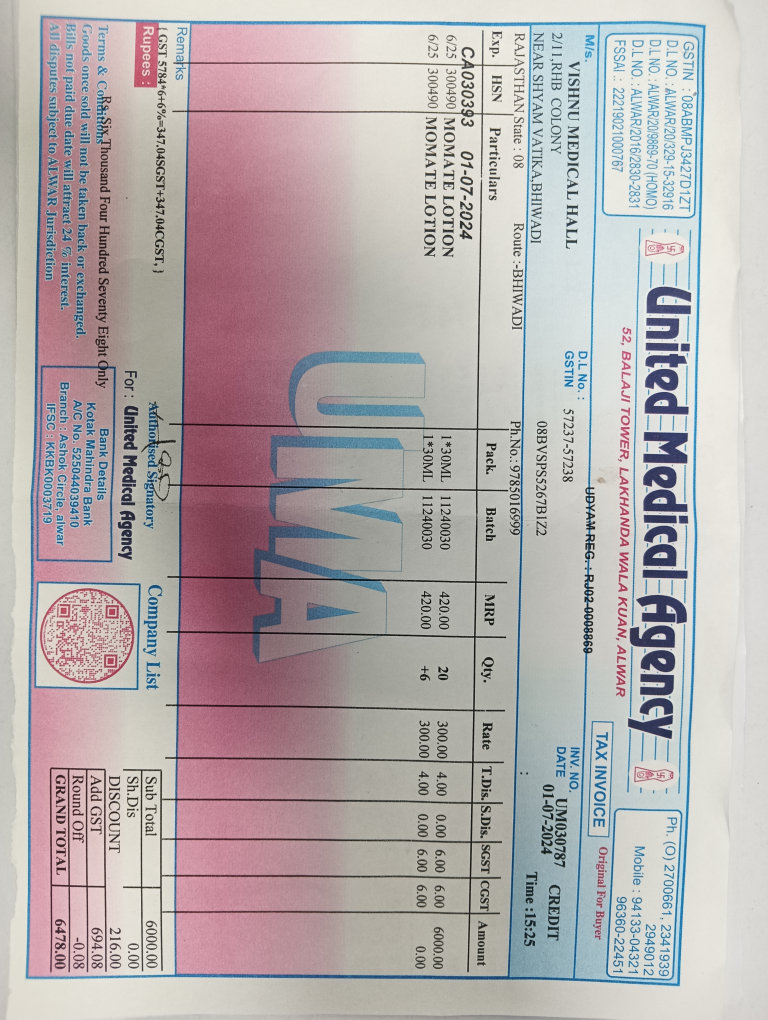 GSTIN : 08ABMPJ3427D1ZT
D.L NO. : ALWAR/20/329-15-32916
D.L NO. : ALWAR/20/9869-70 (HOMO)
D.L NO. : ALWAR/2016/2830-2831
FSSAI : 22219021000767
United Medical Agency
52, BALAJI TOWER, LAKHANDA WALA KUAN, ALWAR
Ph. (O) 2700661, 2341939
2949012
Mobile : 94133-04321
96360-22451
UDYAM REG. : RJ02-0008869
TAX INVOICE
Original For Buyer
M/s.
VISHNU MEDICAL HALL
2/11,RHB COLONY
NEAR SHYAM VATIKA,BHIWADI
RAJASTHAN State : 08 Route :-BHIWADI
D.L No. : 57237-57238
GSTIN 08BVSPS5267B1Z2
Ph.No.: 9785016999
INV. NO. UM030787 CREDIT
DATE 01-07-2024
: Time :15:25
Exp. HSN Particulars Pack. Batch MRP Qty. Rate T.Dis. S.Dis. SGST CGST Amount
CA030393 01-07-2024
6/25 300490 MOMATE LOTION 1*30ML 11240030 420.00 20 300.00 4.00 0.00 6.00 6.00 6000.00
6/25 300490 MOMATE LOTION 1*30ML 11240030 420.00 +6 300.00 4.00 0.00 6.00 6.00 0.00
UMA
Remarks
{ GST 5784*6+6%=347.04SGST+347.04CGST, }
Rupees :
Rs. Six Thousand Four Hundred Seventy Eight Only
Terms & Conditions
Goods once sold will not be taken back or exchanged.
Bills not paid due date will attract 24 % interest.
All disputes subject to ALWAR Jurisdiction
Authorised Signatory
For : United Medical Agency
Bank Details
Kotak Mahindra Bank
A/C No. 525044039410
Branch : Ashok Circle, alwar
IFSC : KKBK0003719
Company List
Sub Total 6000.00
Sh.Dis 0.00
DISCOUNT 216.00
Add GST 694.08
Round Off -0.08
GRAND TOTAL 6478.00